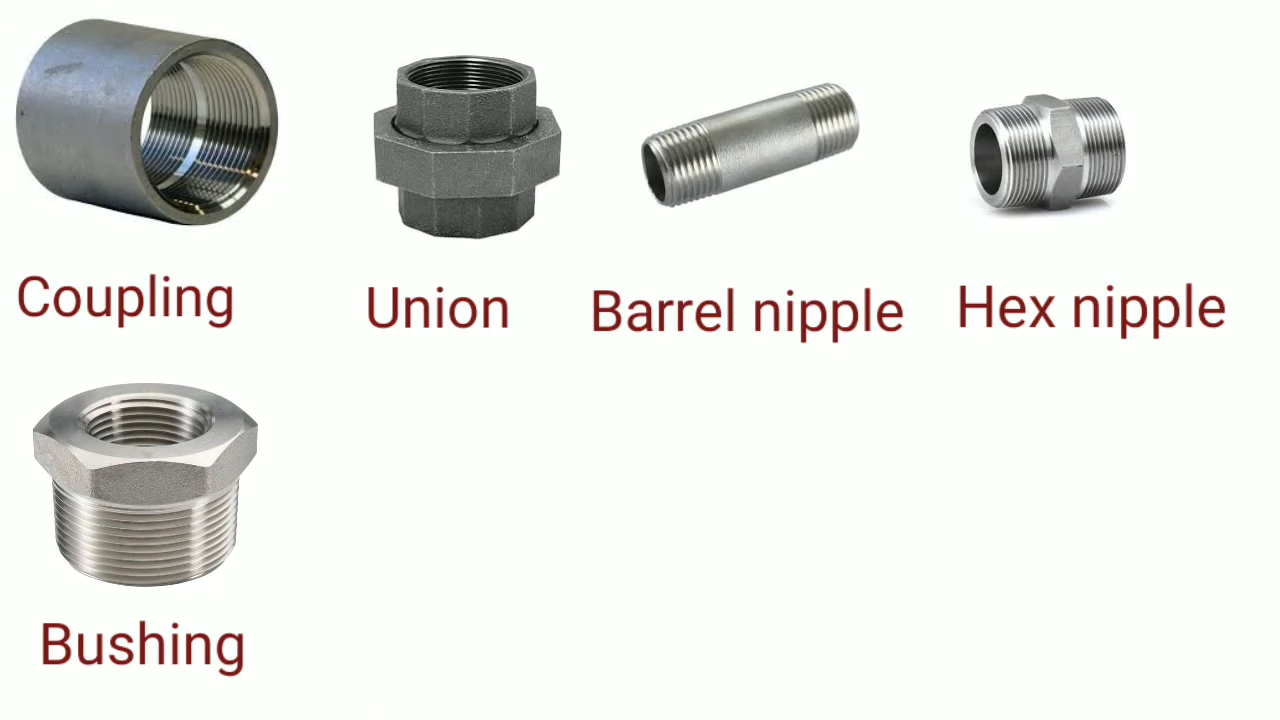 Coupling
Union
Barrel nipple
Hex nipple
Bushing